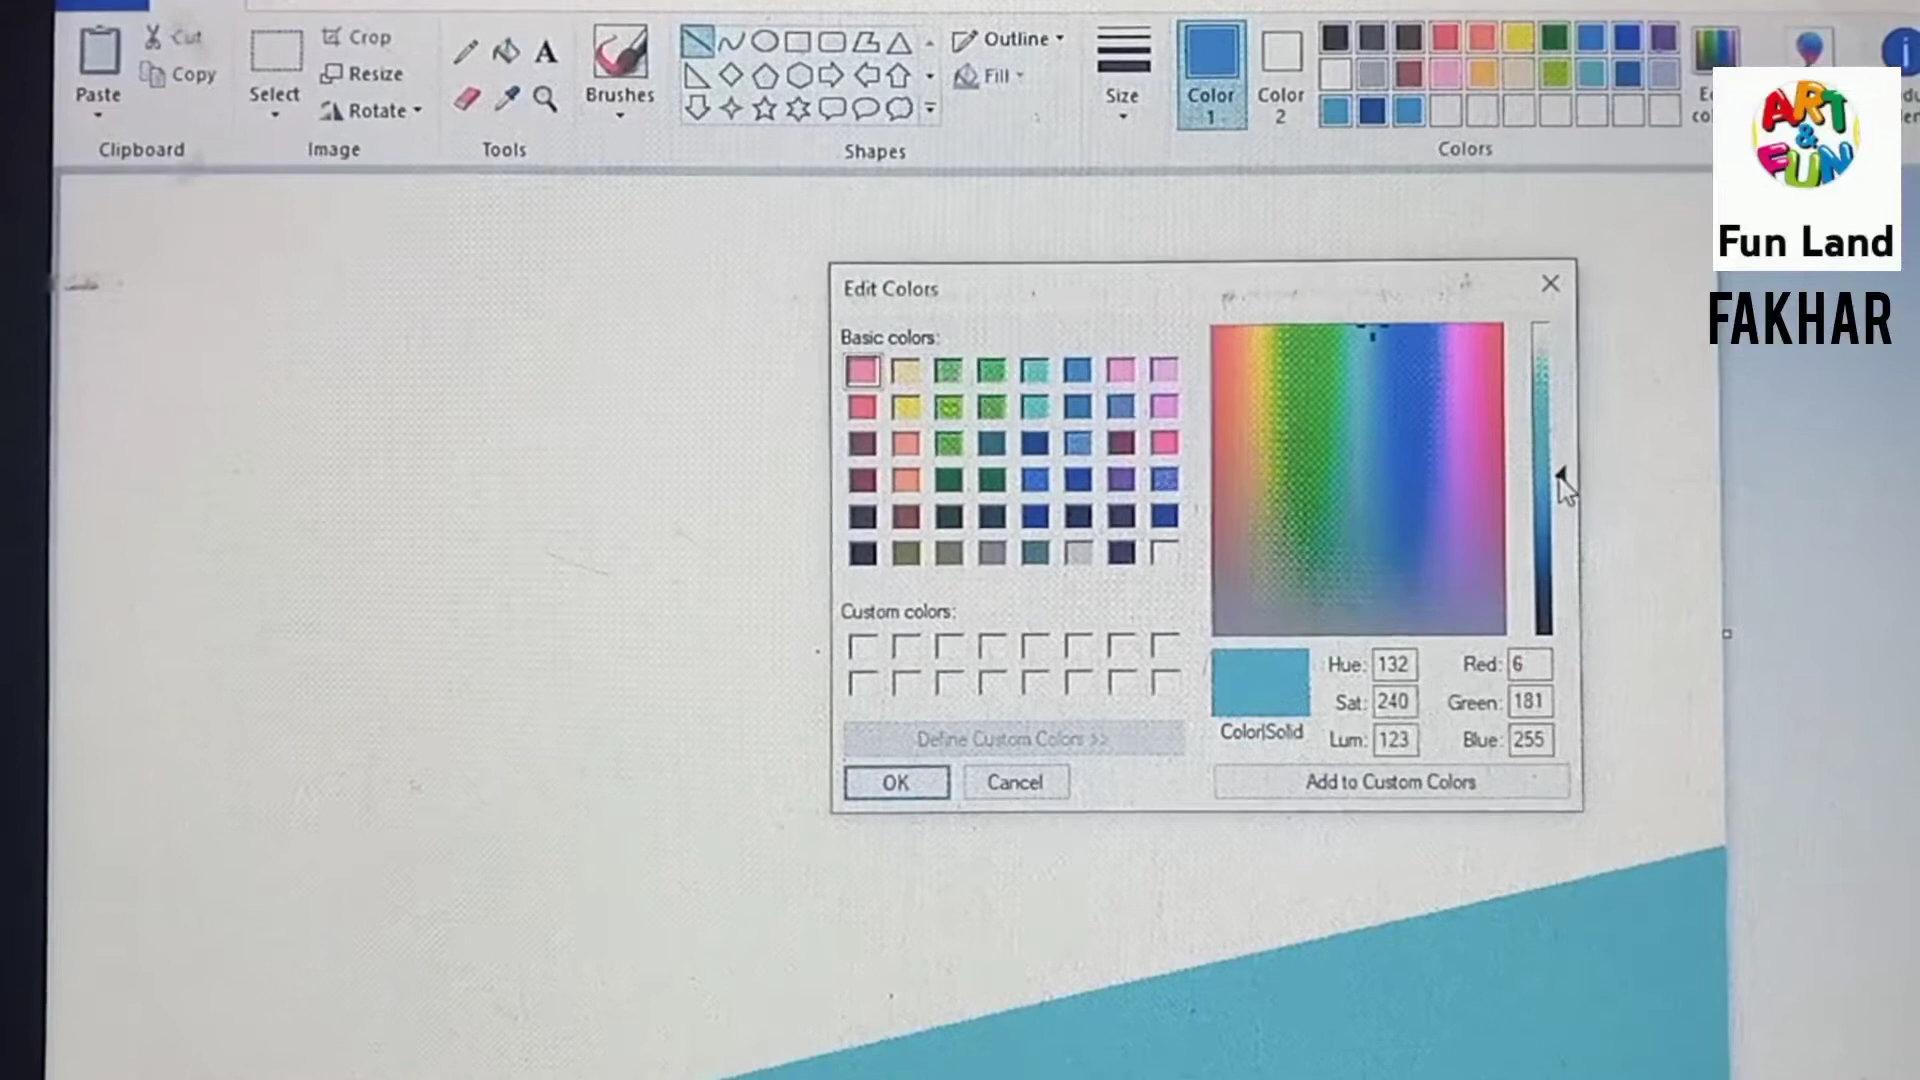 Paste
Cut
Copy
Clipboard
Select
Crop
Resize
Rotate
Image
A
Tools
Brushes
Outline
Fill
Shapes
Size
Color
1
Color
2
Colors
ART
&
FUN
Fun Land
FAKHAR
Edit Colors
Basic colors:
Custom colors:
Define Custom Colors >>
OK
Cancel
Color|Solid
Hue: 132
Sat: 240
Lum: 123
Red: 6
Green: 181
Blue: 255
Add to Custom Colors